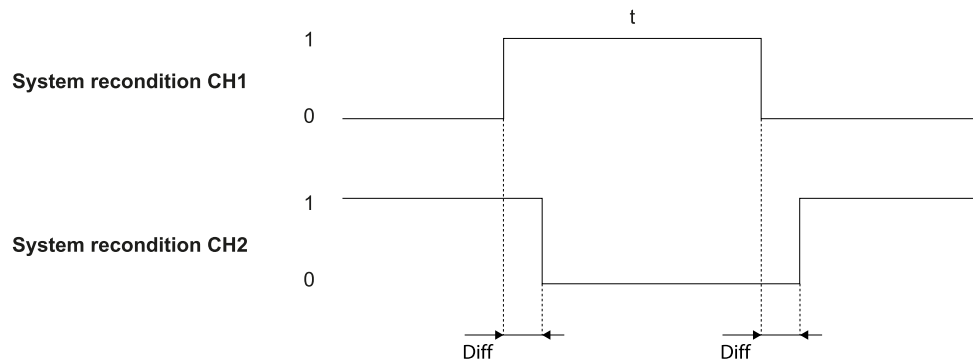 t
1
System recondition CH1
0
1
System recondition CH2
0
Diff
Diff